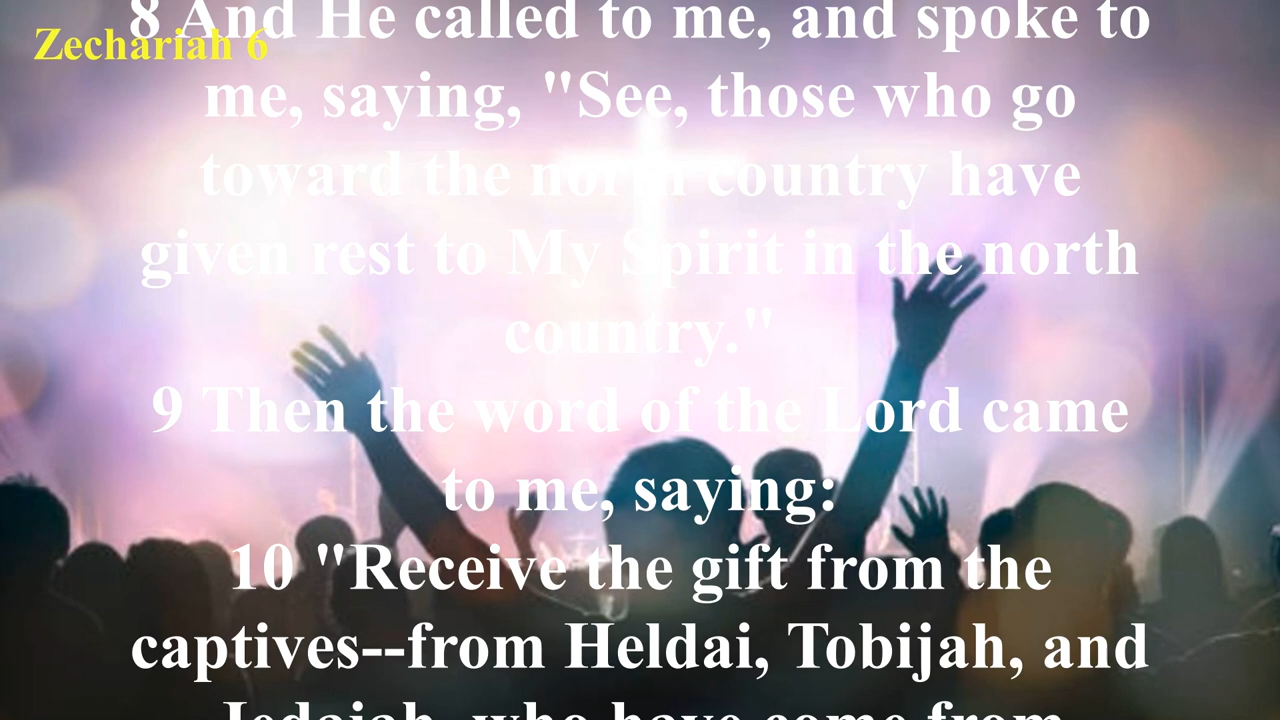 8 And He called to me, and spoke to
Zechariah 6
me, saying, "See, those who go
toward the north country have
given rest to My Spirit in the north
country."
9 Then the word of the Lord came
to me, saying:
10 "Receive the gift from the
captives--from Heldai, Tobijah, and
Jedaiah, who have come from